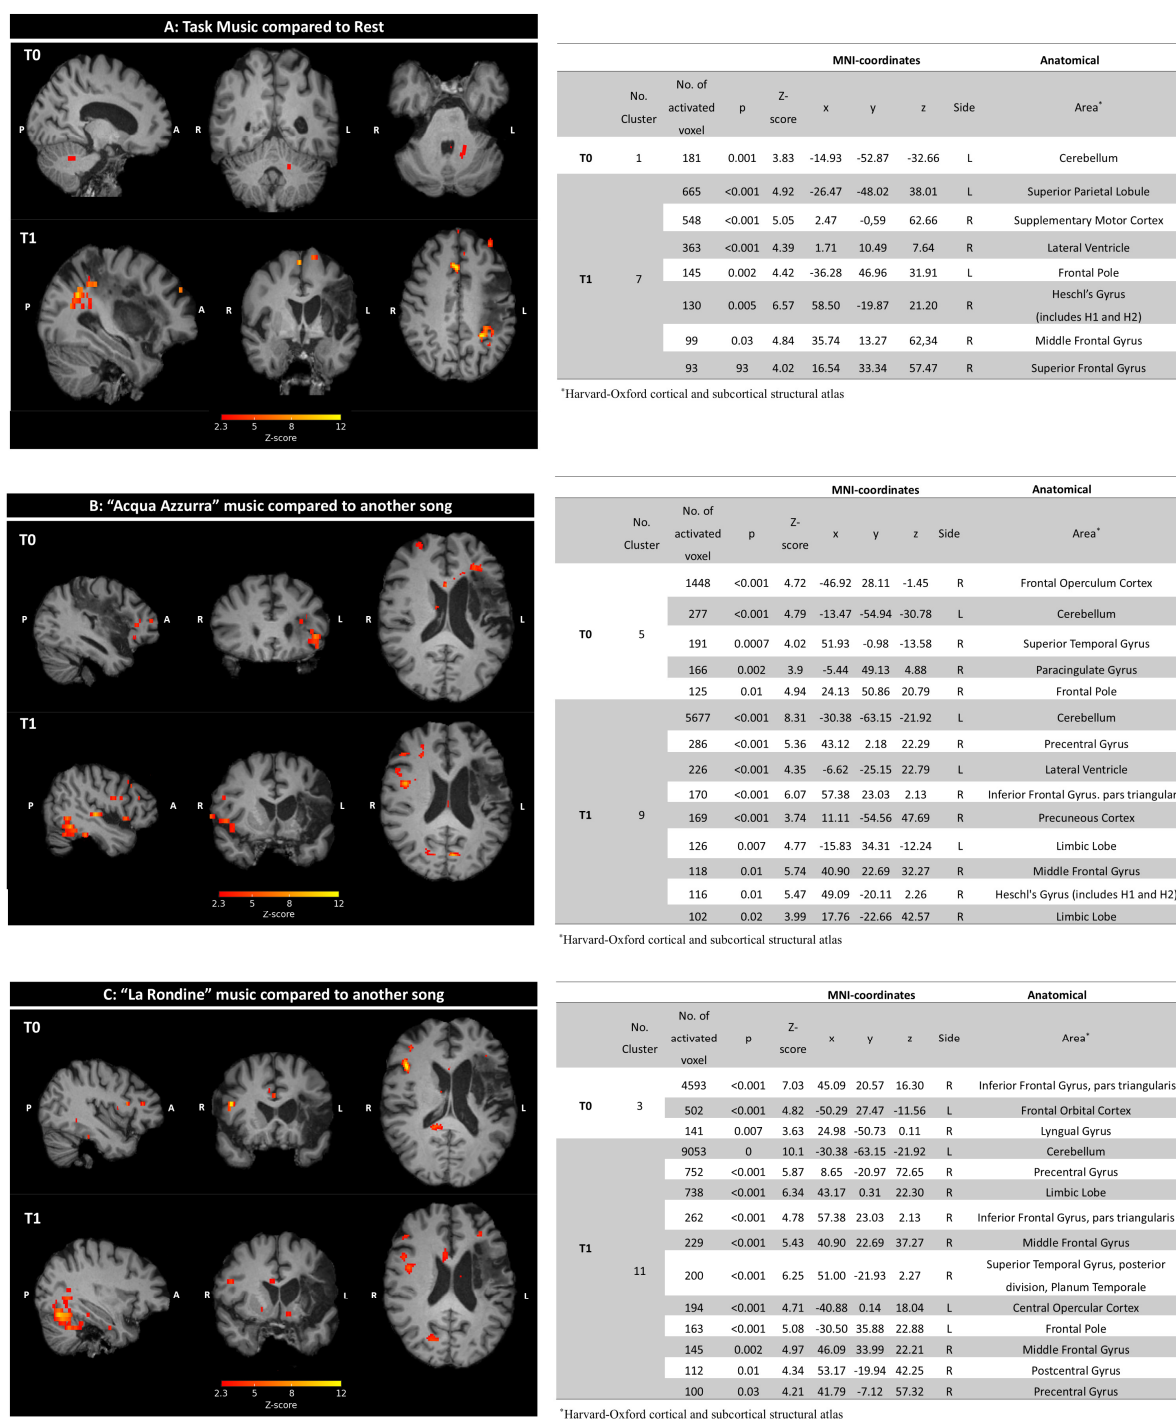 A: Task Music compared to Rest
T0
P A R L R L
T1
P A R L R L
2.3 5 8 12
Z-score
MNI-coordinates Anatomical
No. Cluster No. of activated voxel p Z-score x y z Side Area*
T0 1 181 0.001 3.83 -14.93 -52.87 -32.66 L Cerebellum
665 <0.001 4.92 -26.47 -48.02 38.01 L Superior Parietal Lobule
548 <0.001 5.05 2.47 -0,59 62.66 R Supplementary Motor Cortex
363 <0.001 4.39 1.71 10.49 7.64 R Lateral Ventricle
T1 7
145 0.002 4.42 -36.28 46.96 31.91 L Frontal Pole
130 0.005 6.57 58.50 -19.87 21.20 R Heschl's Gyrus (includes H1 and H2)
99 0.03 4.84 35.74 13.27 62,34 R Middle Frontal Gyrus
93 93 4.02 16.54 33.34 57.47 R Superior Frontal Gyrus
*Harvard-Oxford cortical and subcortical structural atlas
B: “Acqua Azzurra” music compared to another song
T0
P A R L R L
T1
P A R L R L
2.3 5 8 12
Z-score
MNI-coordinates Anatomical
No. Cluster No. of activated voxel p Z-score x y z Side Area*
1448 <0.001 4.72 -46.92 28.11 -1.45 R Frontal Operculum Cortex
277 <0.001 4.79 -13.47 -54.94 -30.78 L Cerebellum
T0 5
191 0.0007 4.02 51.93 -0.98 -13.58 R Superior Temporal Gyrus
166 0.002 3.9 -5.44 49.13 4.88 R Paracingulate Gyrus
125 0.01 4.94 24.13 50.86 20.79 R Frontal Pole
5677 <0.001 8.31 -30.38 -63.15 -21.92 L Cerebellum
286 <0.001 5.36 43.12 2.18 22.29 R Precentral Gyrus
226 <0.001 4.35 -6.62 -25.15 22.79 L Lateral Ventricle
170 <0.001 6.07 57.38 23.03 2.13 R Inferior Frontal Gyrus. pars triangular
T1 9
169 <0.001 3.74 11.11 -54.56 47.69 R Precuneous Cortex
126 0.007 4.77 -15.83 34.31 -12.24 L Limbic Lobe
118 0.01 5.74 40.90 22.69 32.27 R Middle Frontal Gyrus
116 0.01 5.47 49.09 -20.11 2.26 R Heschl's Gyrus (includes H1 and H2)
102 0.02 3.99 17.76 -22.66 42.57 R Limbic Lobe
*Harvard-Oxford cortical and subcortical structural atlas
C: “La Rondine” music compared to another song
T0
P A R L R L
T1
P A R L R L
2.3 5 8 12
Z-score
MNI-coordinates Anatomical
No. Cluster No. of activated voxel p Z-score x y z Side Area*
4593 <0.001 7.03 45.09 20.57 16.30 R Inferior Frontal Gyrus, pars triangularis
T0 3
502 <0.001 4.82 -50.29 27.47 -11.56 L Frontal Orbital Cortex
141 0.007 3.63 24.98 -50.73 0.11 R Lyngual Gyrus
9053 0 10.1 -30.38 -63.15 -21.92 L Cerebellum
752 <0.001 5.87 8.65 -20.97 72.65 R Precentral Gyrus
738 <0.001 6.34 43.17 0.31 22.30 R Limbic Lobe
262 <0.001 4.78 57.38 23.03 2.13 R Inferior Frontal Gyrus, pars triangularis
229 <0.001 5.43 40.90 22.69 37.27 R Middle Frontal Gyrus
T1 11
200 <0.001 6.25 51.00 -21.93 2.27 R Superior Temporal Gyrus, posterior division, Planum Temporale
194 <0.001 4.71 -40.88 0.14 18.04 L Central Opercular Cortex
163 <0.001 5.08 -30.50 35.88 22.88 L Frontal Pole
145 0.002 4.97 46.09 33.99 22.21 R Middle Frontal Gyrus
112 0.01 4.34 53.17 -19.94 42.25 R Postcentral Gyrus
100 0.03 4.21 41.79 -7.12 57.32 R Precentral Gyrus
*Harvard-Oxford cortical and subcortical structural atlas